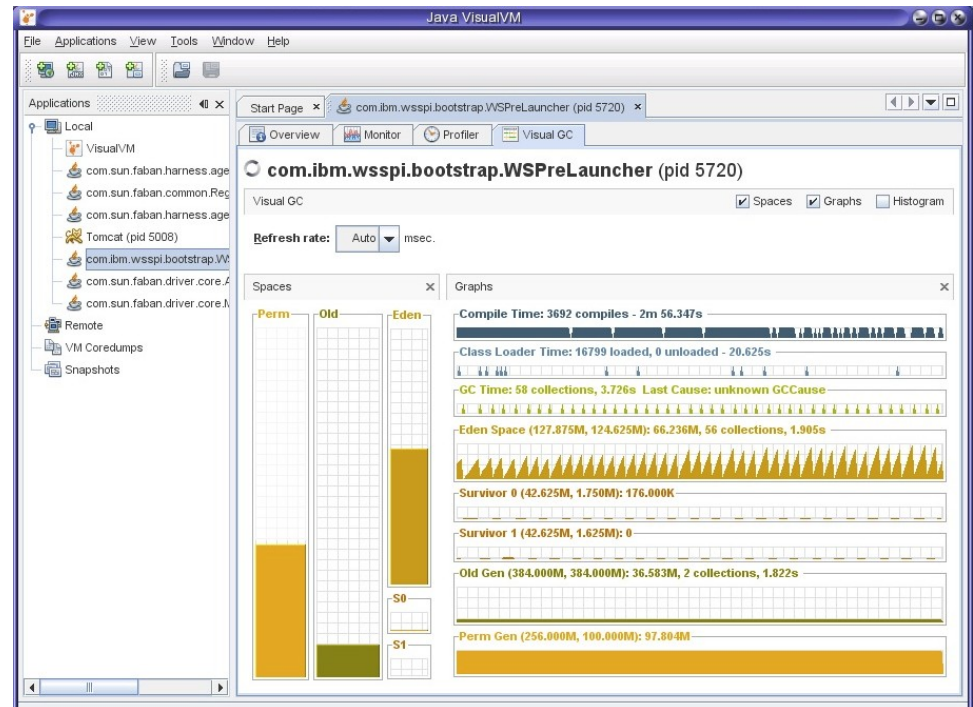 Java VisualVM
File Applications View Tools Window Help
Applications
Local
VisualVM
com.sun.faban.harness.age
com.sun.faban.common.Reg
com.sun.faban.harness.age
Tomcat (pid 5008)
com.ibm.wsspi.bootstrap.WS
com.sun.faban.driver.core.A
com.sun.faban.driver.core.M
Remote
VM Coredumps
Snapshots
Start Page com.ibm.wsspi.bootstrap.WSPreLauncher (pid 5720)
Overview Monitor Profiler Visual GC
com.ibm.wsspi.bootstrap.WSPreLauncher (pid 5720)
Visual GC Spaces Graphs Histogram
Refresh rate: Auto msec.
Spaces
Perm Old Eden
S0
S1
Graphs
Compile Time: 3692 compiles - 2m 56.347s
Class Loader Time: 16799 loaded, 0 unloaded - 20.625s
GC Time: 58 collections, 3.726s Last Cause: unknown GCCause
Eden Space (127.875M, 124.625M): 66.236M, 56 collections, 1.905s
Survivor 0 (42.625M, 1.750M): 176.000K
Survivor 1 (42.625M, 1.625M): 0
Old Gen (384.000M, 384.000M): 36.583M, 2 collections, 1.822s
Perm Gen (256.000M, 100.000M): 97.804M